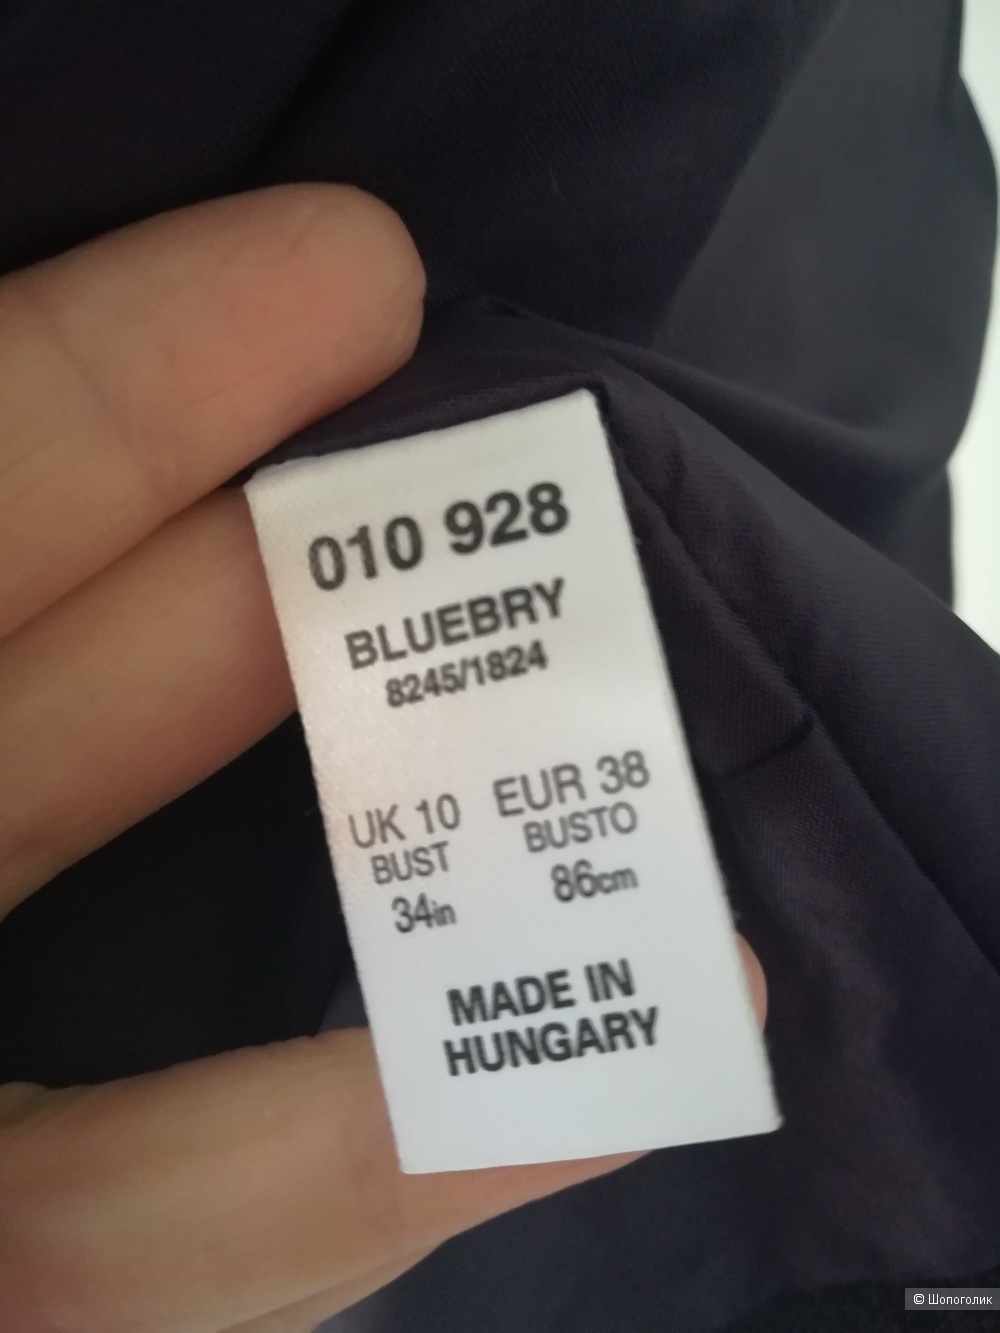 010 928
BLUEBRY
8245/1824
UK 10 EUR 38
BUST BUSTO
34in 86cm
MADE IN
HUNGARY
© Шопоголик